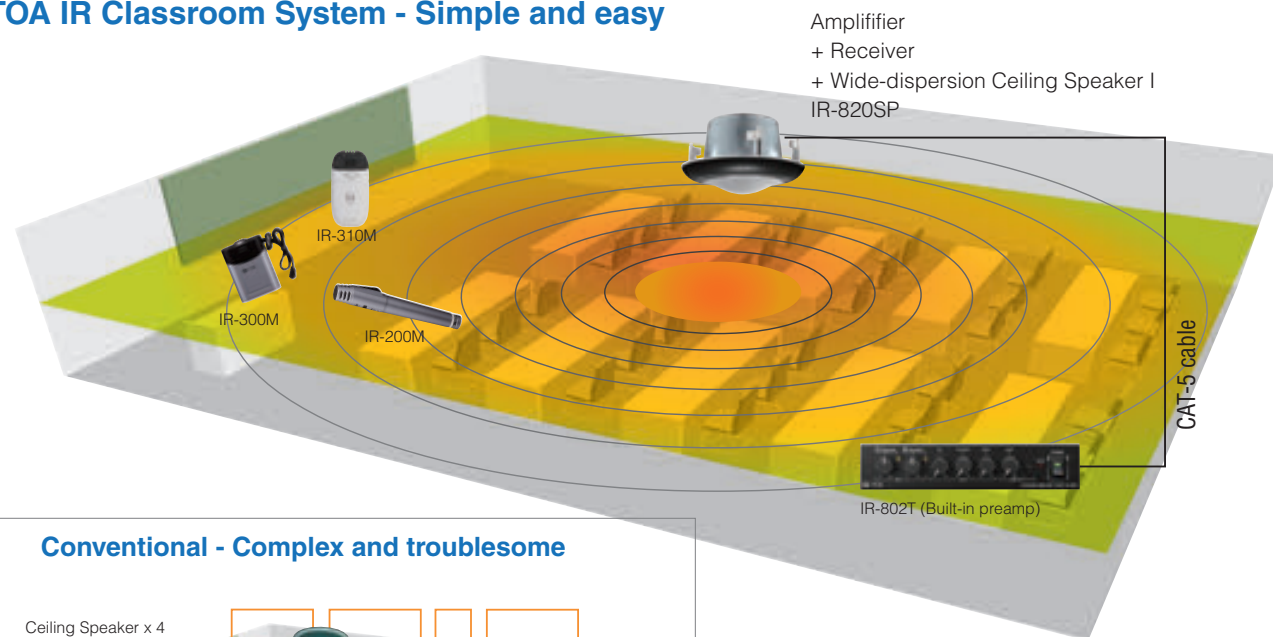 TOA IR Classroom System - Simple and easy
Amplififier
+ Receiver
+ Wide-dispersion Ceiling Speaker I
IR-820SP
IR-310M
IR-300M
IR-200M
CAT-5 cable
IR-802T (Built-in preamp)
Conventional - Complex and troublesome
Ceiling Speaker x 4